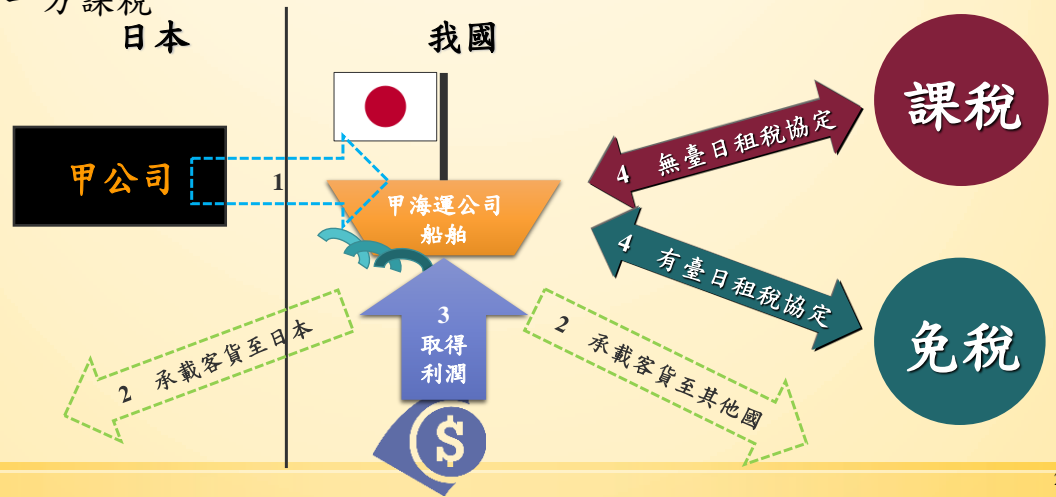 方課稅
日本
我國
甲公司
1
甲海運公司
船舶
3
取得
利潤
2 承載客貨至日本
2 承載客貨至其他國
4 無臺日租稅協定
課稅
4 有臺日租稅協定
免稅
$